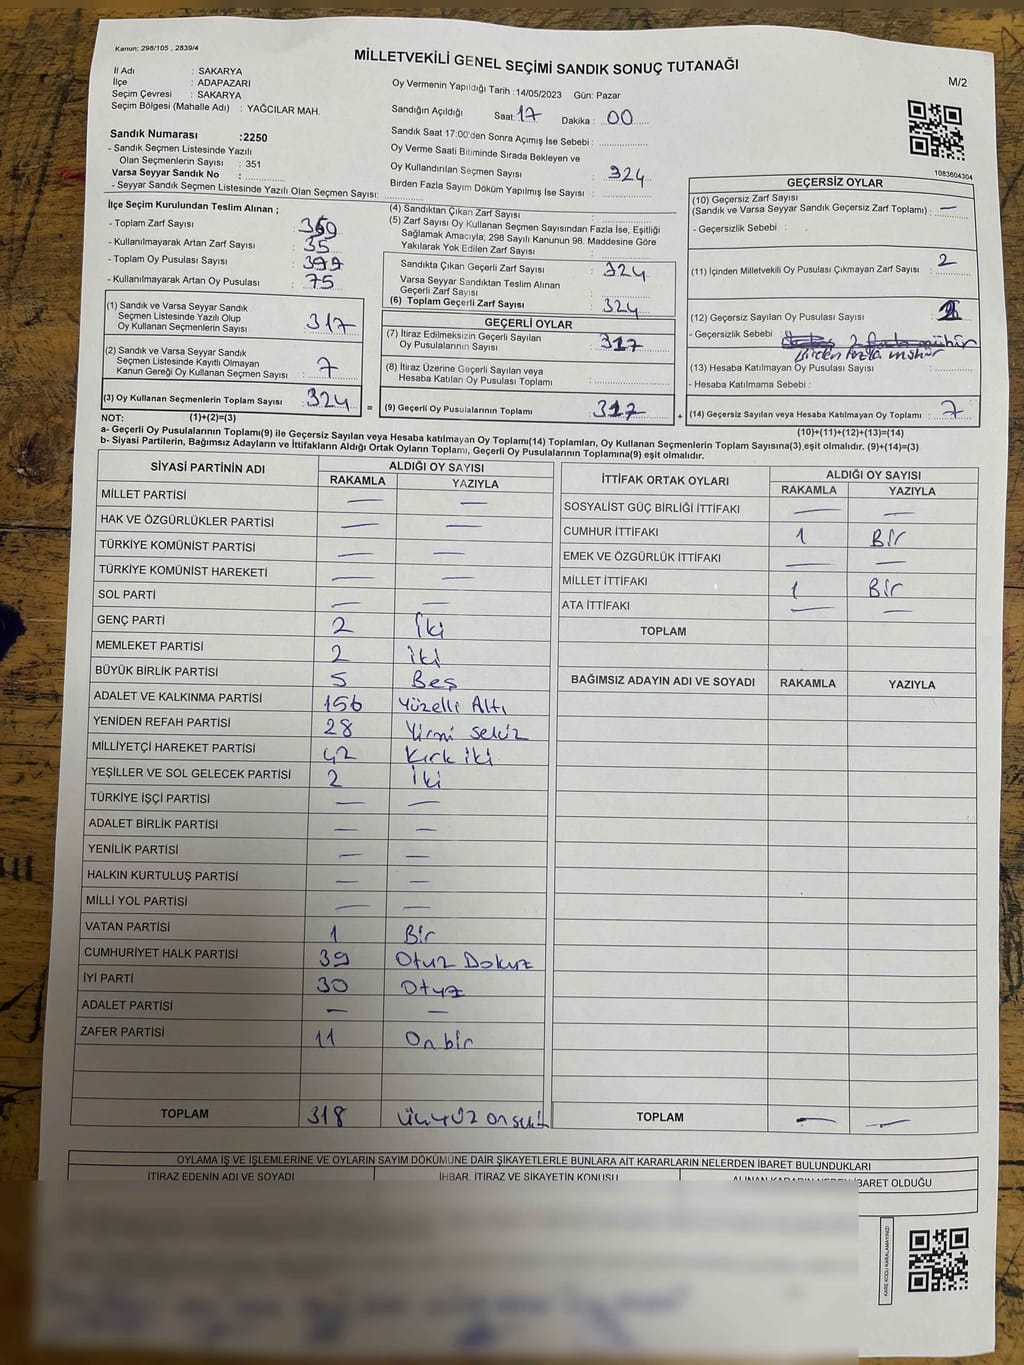 Kanun; 298/105 , 2839/4
MİLLETVEKİLİ GENEL SEÇİMİ SANDIK SONUÇ TUTANAĞI
M/2
İl Adı : SAKARYA
İlçe : ADAPAZARI
Seçim Çevresi : SAKARYA
Seçim Bölgesi (Mahalle Adı) : YAĞCILAR MAH.
Sandık Numarası :2250
- Sandık Seçmen Listesinde Yazılı
Olan Seçmenlerin Sayısı : 351
Varsa Seyyar Sandık No :
- Seyyar Sandık Seçmen Listesinde Yazılı Olan Seçmen Sayısı:
Oy Vermenin Yapıldığı Tarih :14/05/2023 Gün: Pazar
Sandığın Açıldığı Saat: 17 Dakika : 00
Sandık Saat 17:00'den Sonra Açımış İse Sebebi :
Oy Verme Saati Bitiminde Sırada Bekleyen ve
Oy Kullandırılan Seçmen Sayısı : 324
Birden Fazla Sayım Döküm Yapılmış İse Sayısı :
1083604304
İlçe Seçim Kurulundan Teslim Alınan ;
- Toplam Zarf Sayısı :
- Kullanılmayarak Artan Zarf Sayısı : 35
- Toplam Oy Pusulası Sayısı : 399
- Kullanılmayarak Artan Oy Pusulası : 75
(1) Sandık ve Varsa Seyyar Sandık
Seçmen Listesinde Yazılı Olup
Oy Kullanan Seçmenlerin Sayısı : 317
(2) Sandık ve Varsa Seyyar Sandık
Seçmen Listesinde Kayıtlı Olmayan
Kanun Gereği Oy Kullanan Seçmen Sayısı : 7
(3) Oy Kullanan Seçmenlerin Toplam Sayısı : 324
(4) Sandıktan Çıkan Zarf Sayısı :
(5) Zarf Sayısı Oy Kullanan Seçmen Sayısından Fazla İse, Eşitliği
Sağlamak Amacıyla; 298 Sayılı Kanunun 98. Maddesine Göre
Yakılarak Yok Edilen Zarf Sayısı :
Sandıkta Çıkan Geçerli Zarf Sayısı : 324
Varsa Seyyar Sandıktan Teslim Alınan
Geçerli Zarf Sayısı :
(6) Toplam Geçerli Zarf Sayısı : 324
GEÇERLİ OYLAR
(7) İtiraz Edilmeksizin Geçerli Sayılan
Oy Pusulalarının Sayısı : 317
(8) İtiraz Üzerine Geçerli Sayılan veya
Hesaba Katılan Oy Pusulası Toplamı :
= (9) Geçerli Oy Pusulalarının Toplamı : 317 +
GEÇERSİZ OYLAR
(10) Geçersiz Zarf Sayısı
(Sandık ve Varsa Seyyar Sandık Geçersiz Zarf Toplamı) : —
- Geçersizlik Sebebi :
(11) İçinden Milletvekili Oy Pusulası Çıkmayan Zarf Sayısı : 2
(12) Geçersiz Sayılan Oy Pusulası Sayısı :
- Geçersizlik Sebebi : 2 fazla mühür
Birden fazla mühür
(13) Hesaba Katılmayan Oy Pusulası Sayısı :
- Hesaba Katılmama Sebebi :
(14) Geçersiz Sayılan veya Hesaba Katılmayan Oy Toplamı : 7
NOT: (1)+(2)=(3)
(10)+(11)+(12)+(13)=(14)
a- Geçerli Oy Pusulalarının Toplamı(9) ile Geçersiz Sayılan veya Hesaba katılmayan Oy Toplamı(14) Toplamları, Oy Kullanan Seçmenlerin Toplam Sayısına(3) eşit olmalıdır. (9)+(14)=(3)
b- Siyasi Partilerin, Bağımsız Adayların ve İttifakların Aldığı Ortak Oyların Toplamı, Geçerli Oy Pusulalarının Toplamına(9) eşit olmalıdır.
SİYASİ PARTİNİN ADI ALDIĞI OY SAYISI
RAKAMLA YAZIYLA
MİLLET PARTİSİ — —
HAK VE ÖZGÜRLÜKLER PARTİSİ — —
TÜRKİYE KOMÜNİST PARTİSİ — —
TÜRKİYE KOMÜNİST HAREKETİ — —
SOL PARTİ — —
GENÇ PARTİ 2 İki
MEMLEKET PARTİSİ 2 iki
BÜYÜK BİRLİK PARTİSİ 5 Beş
ADALET VE KALKINMA PARTİSİ 156 Yüzelli Altı
YENİDEN REFAH PARTİSİ 28 Yirmi Sekiz
MİLLİYETÇİ HAREKET PARTİSİ 42 Kırk iki
YEŞİLLER VE SOL GELECEK PARTİSİ 2 İki
TÜRKİYE İŞÇİ PARTİSİ — —
ADALET BİRLİK PARTİSİ — —
YENİLİK PARTİSİ — —
HALKIN KURTULUŞ PARTİSİ — —
MİLLİ YOL PARTİSİ — —
VATAN PARTİSİ 1 Bir
CUMHURİYET HALK PARTİSİ 39 Otuz Dokuz
İYİ PARTİ 30 Otuz
ADALET PARTİSİ — —
ZAFER PARTİSİ 11 On bir
TOPLAM 318 Üçyüz onsekiz
İTTİFAK ORTAK OYLARI ALDIĞI OY SAYISI
RAKAMLA YAZIYLA
SOSYALİST GÜÇ BİRLİĞİ İTTİFAKI — —
CUMHUR İTTİFAKI 1 Bir
EMEK VE ÖZGÜRLÜK İTTİFAKI — —
MİLLET İTTİFAKI 1 Bir
ATA İTTİFAKI — —
TOPLAM
BAĞIMSIZ ADAYIN ADI VE SOYADI RAKAMLA YAZIYLA
TOPLAM — —
OYLAMA İŞ VE İŞLEMLERİNE VE OYLARIN SAYIM DÖKÜMÜNE DAİR ŞİKAYETLERLE BUNLARA AİT KARARLARIN NELERDEN İBARET BULUNDUKLARI
İTİRAZ EDENİN ADI VE SOYADI İHBAR, İTİRAZ VE ŞİKAYETİN KONUSU ALINAN KARARIN NEDEN İBARET OLDUĞU
KARE KODU KARALAMAYINIZ!